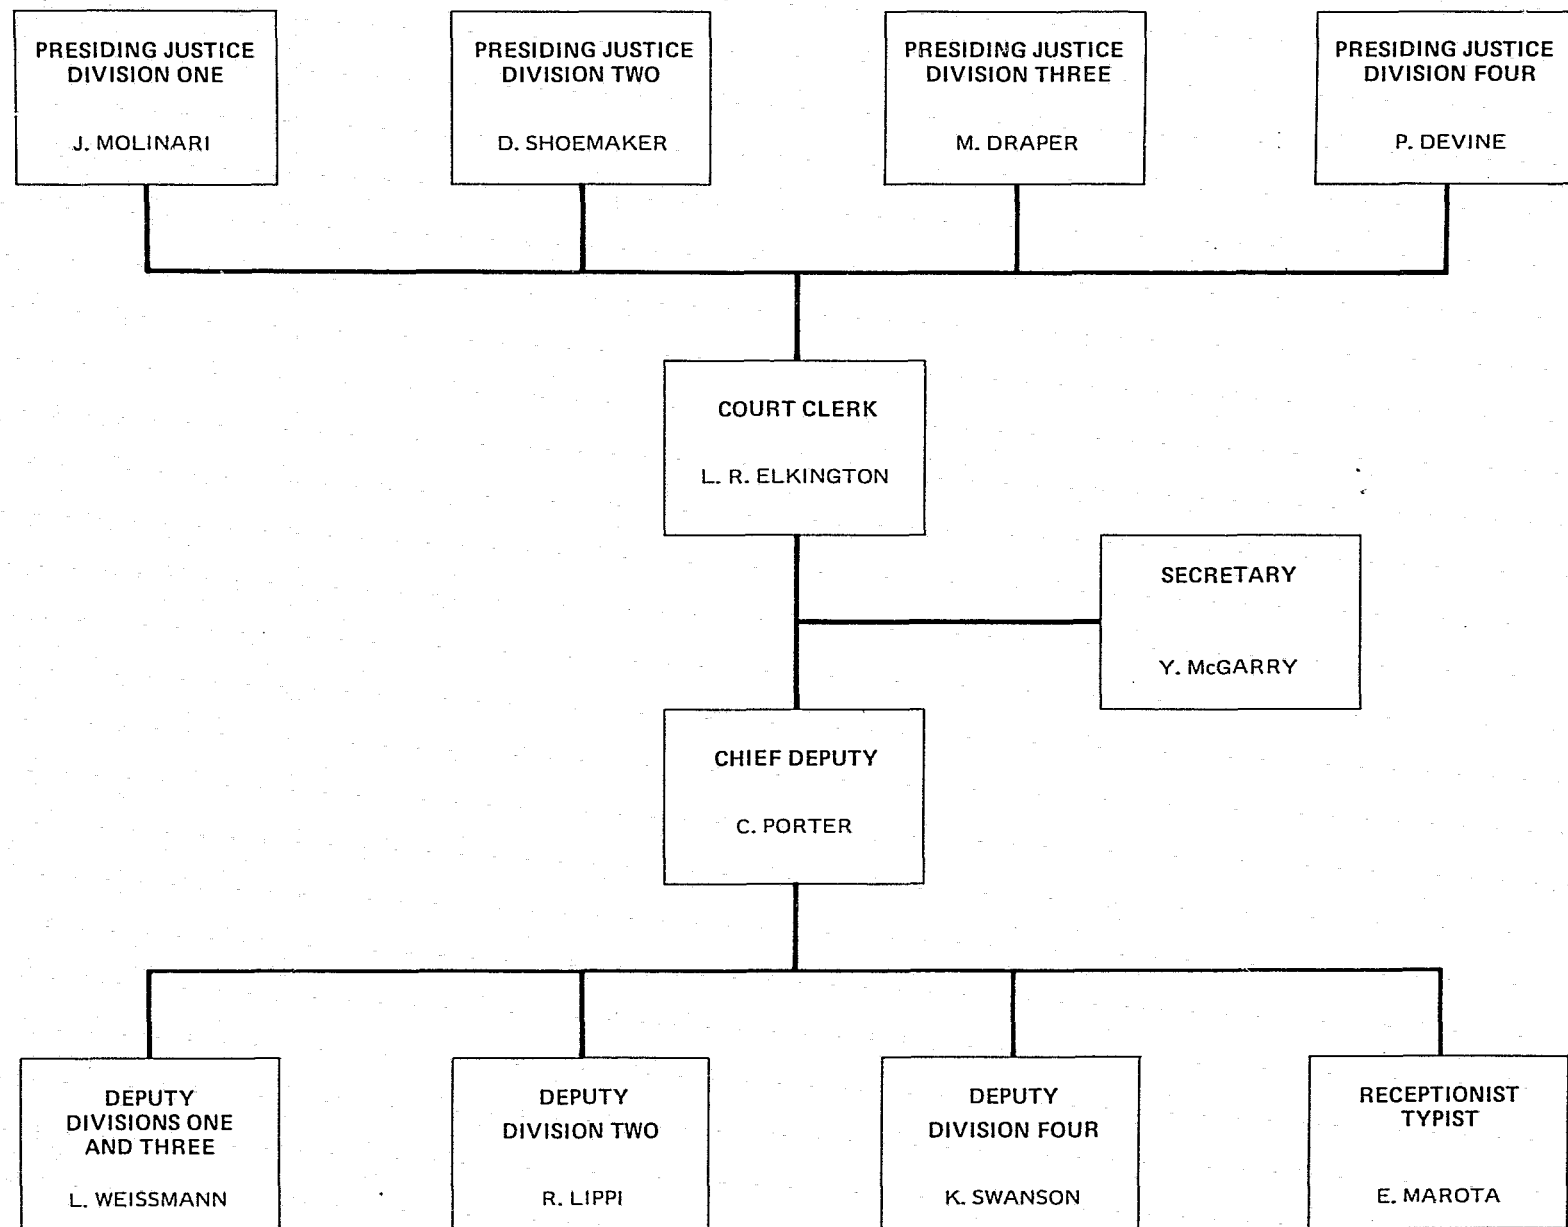 PRESIDING JUSTICE
DIVISION ONE
J. MOLINARI
PRESIDING JUSTICE
DIVISION TWO
D. SHOEMAKER
PRESIDING JUSTICE
DIVISION THREE
M. DRAPER
PRESIDING JUSTICE
DIVISION FOUR
P. DEVINE
COURT CLERK
L. R. ELKINGTON
SECRETARY
Y. McGARRY
CHIEF DEPUTY
C. PORTER
DEPUTY
DIVISIONS ONE
AND THREE
L. WEISSMANN
DEPUTY
DIVISION TWO
R. LIPPI
DEPUTY
DIVISION FOUR
K. SWANSON
RECEPTIONIST
TYPIST
E. MAROTA